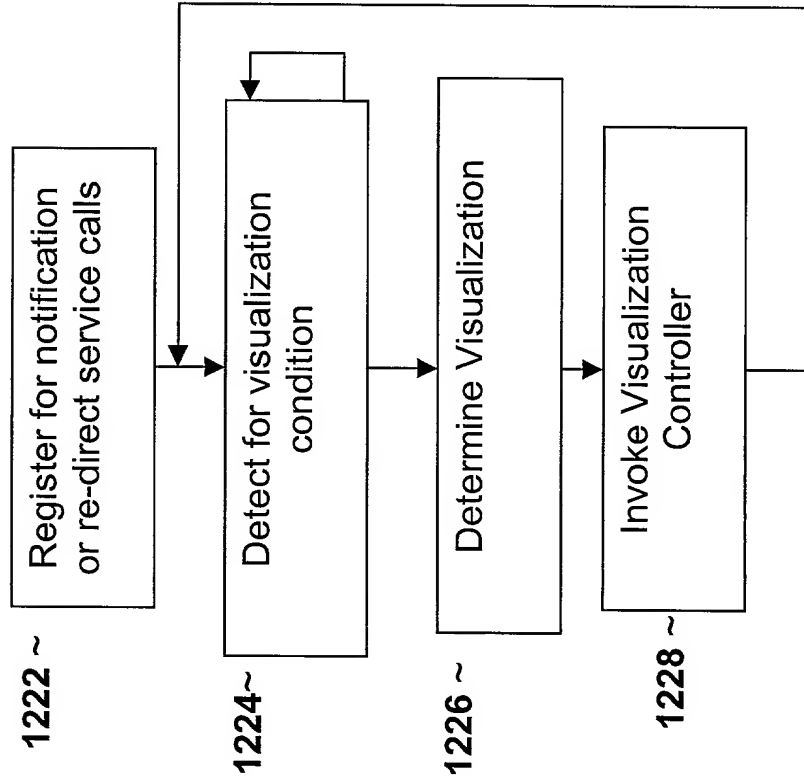 1222 ~
Register for notification
or re-direct service calls
1224~
Detect for visualization
condition
1226 ~
Determine Visualization
1228 ~
Invoke Visualization
Controller